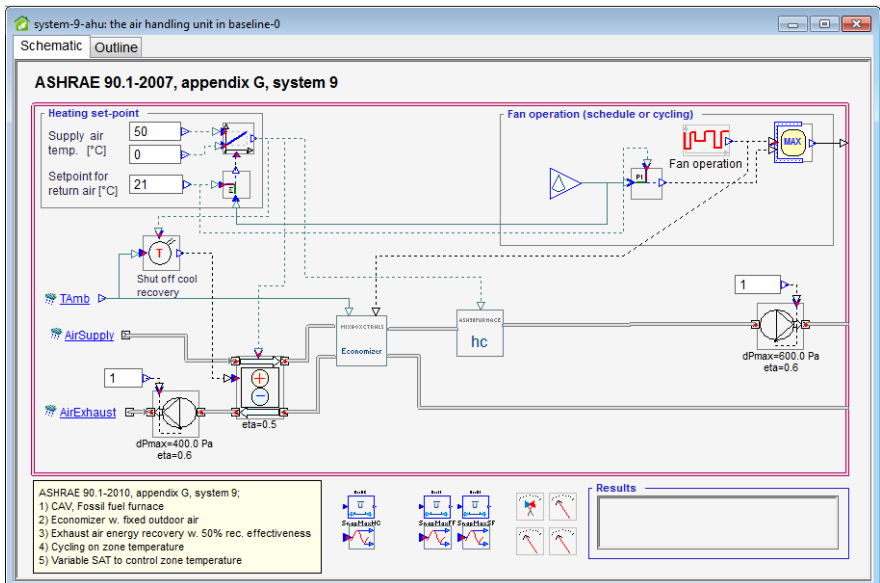 system-9-ahu: the air handling unit in baseline-0
Schematic
Outline
ASHRAE 90.1-2007, appendix G, system 9
Heating set-point
Supply air
temp. [°C]
50
0
Setpoint for
return air [°C]
21
Fan operation (schedule or cycling)
Fan operation
MAX
PI
T
Shut off cool
recovery
TAmb
AirSupply
AirExhaust
1
dPmax=400.0 Pa
eta=0.6
eta=0.5
Economizer
hc
1
dPmax=600.0 Pa
eta=0.6
ASHRAE 90.1-2010, appendix G, system 9;
1) CAV, Fossil fuel furnace
2) Economizer w. fixed outdoor air
3) Exhaust air energy recovery w. 50% rec. effectiveness
4) Cycling on zone temperature
5) Variable SAT to control zone temperature
SnapMaxHC
SnapMaxFF
SnapMaxSF
Results